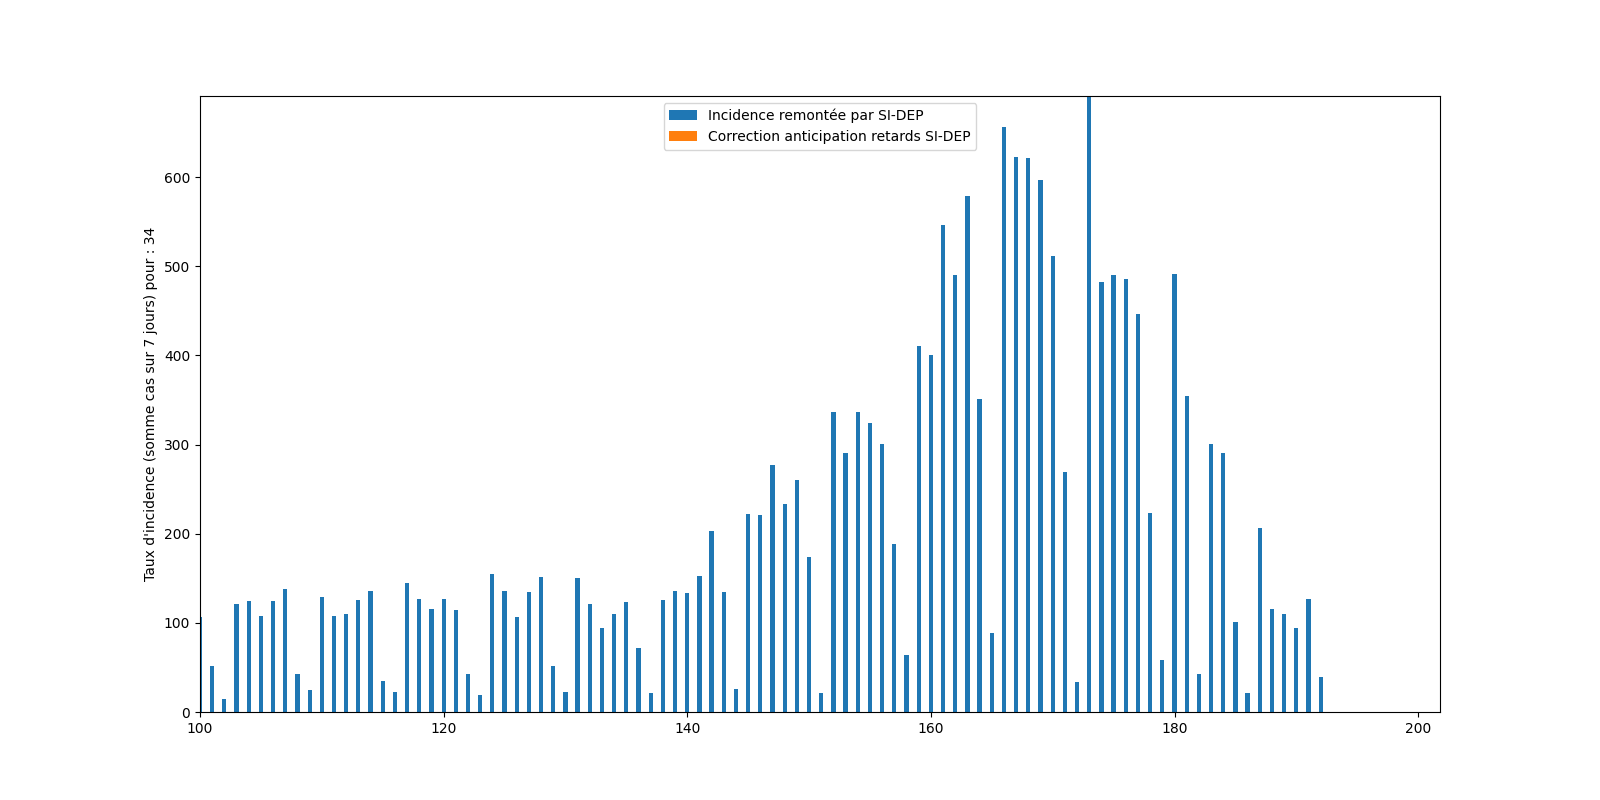 Incidence remontée par SI-DEP
Correction anticipation retards SI-DEP
Taux d'incidence (somme cas sur 7 jours) pour : 34
600
500
400
300
200
100
0
100 120 140 160 180 200